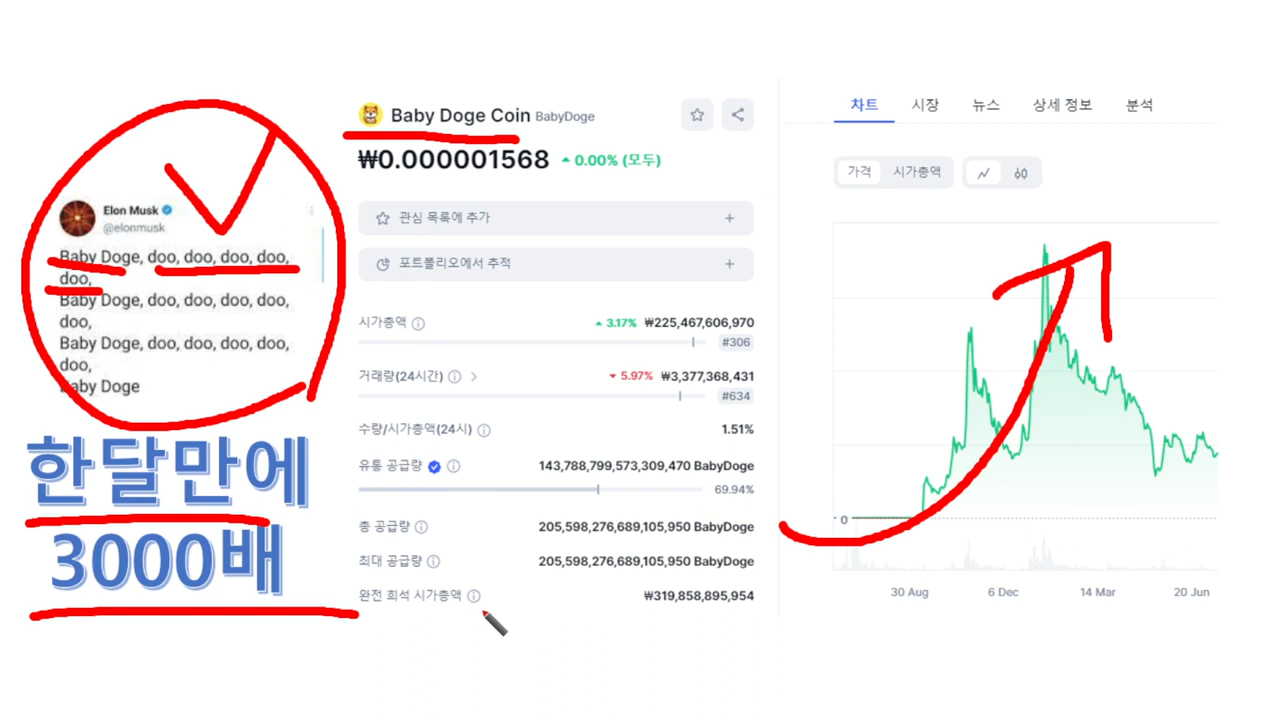 Elon Musk
@elonmusk
Baby Doge, doo, doo, doo, doo,
doo,
Baby Doge, doo, doo, doo, doo,
doo,
Baby Doge, doo, doo, doo, doo,
doo,
Baby Doge
한달만에
3000배
Baby Doge Coin BabyDoge
₩0.000001568 0.00% (모두)
관심 목록에 추가 +
포트폴리오에서 추적 +
시가총액 3.17% ₩225,467,606,970
#306
거래량(24시간) 5.97% ₩3,377,368,431
#634
수량/시가총액(24시) 1.51%
유통 공급량 143,788,799,573,309,470 BabyDoge
69.94%
총 공급량 205,598,276,689,105,950 BabyDoge
최대 공급량 205,598,276,689,105,950 BabyDoge
완전 희석 시가총액 ₩319,858,895,954
차트 시장 뉴스 상세 정보 분석
가격 시가총액
0
30 Aug 6 Dec 14 Mar 20 Jun